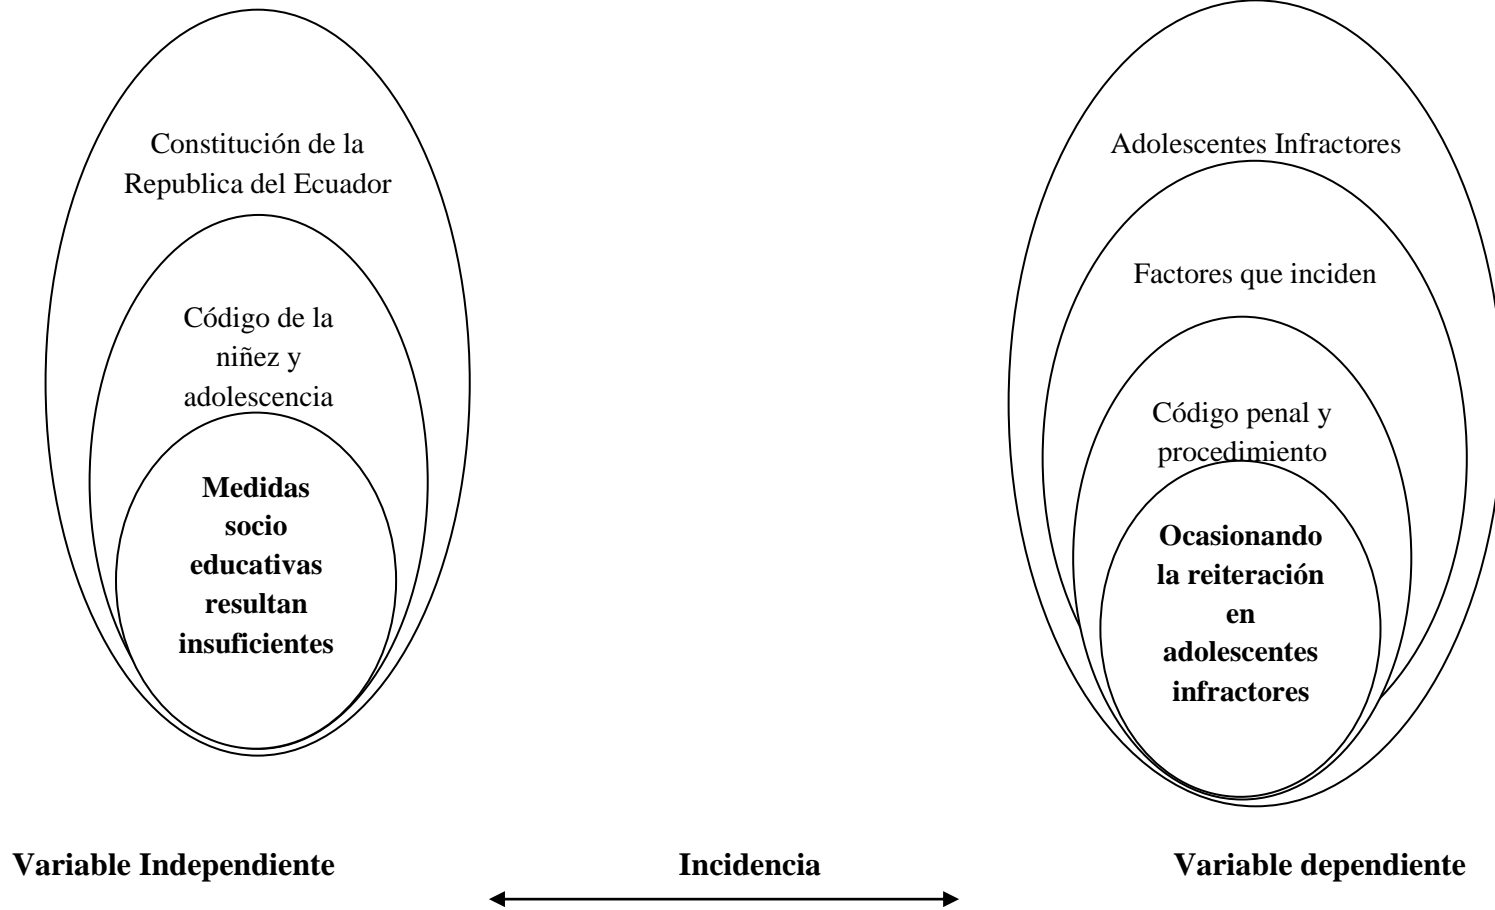 Constitución de la
Republica del Ecuador
Código de la
niñez y
adolescencia
Medidas
socio
educativas
resultan
insuficientes
Adolescentes Infractores
Factores que inciden
Código penal y
procedimiento
Ocasionando
la reiteración
en
adolescentes
infractores
Variable Independiente
Incidencia
Variable dependiente